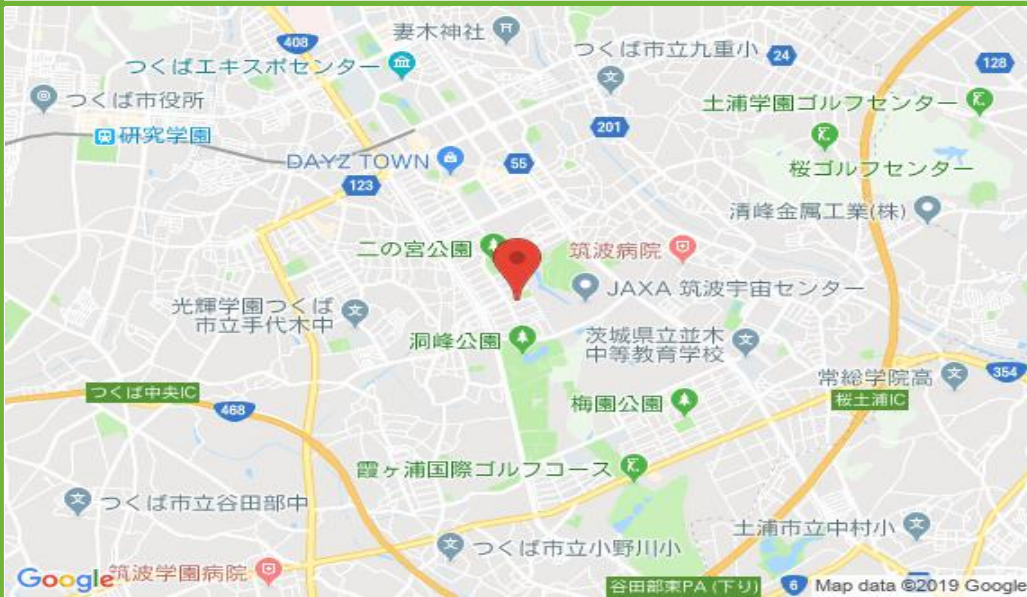 妻木神社
408
つくば市立九重小
24
128
つくばエキスポセンター
つくば市役所
土浦学園ゴルフセンター
研究学園
201
DAYZ TOWN
55
桜ゴルフセンター
123
清峰金属工業(株)
二の宮公園
筑波病院
JAXA 筑波宇宙センター
光輝学園つくば
市立手代木中
洞峰公園
茨城県立並木
中等教育学校
常総学院高
354
つくば中央IC
468
梅園公園
桜土浦IC
霞ヶ浦国際ゴルフコース
つくば市立谷田部中
土浦市立中村小
つくば市立小野川小
Google
筑波学園病院
谷田部東PA (下り)
6
Map data ©2019 Google